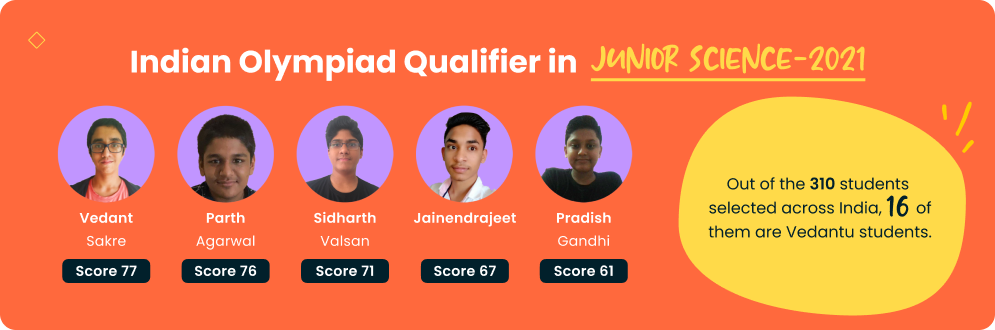 Indian Olympiad Qualifier in JUNIOR SCIENCE-2021
Vedant
Sakre
Score 77
Parth
Agarwal
Score 76
Sidharth
Valsan
Score 71
Jainendrajeet
Score 67
Pradish
Gandhi
Score 61
Out of the 310 students
selected across India, 16 of
them are Vedantu students.